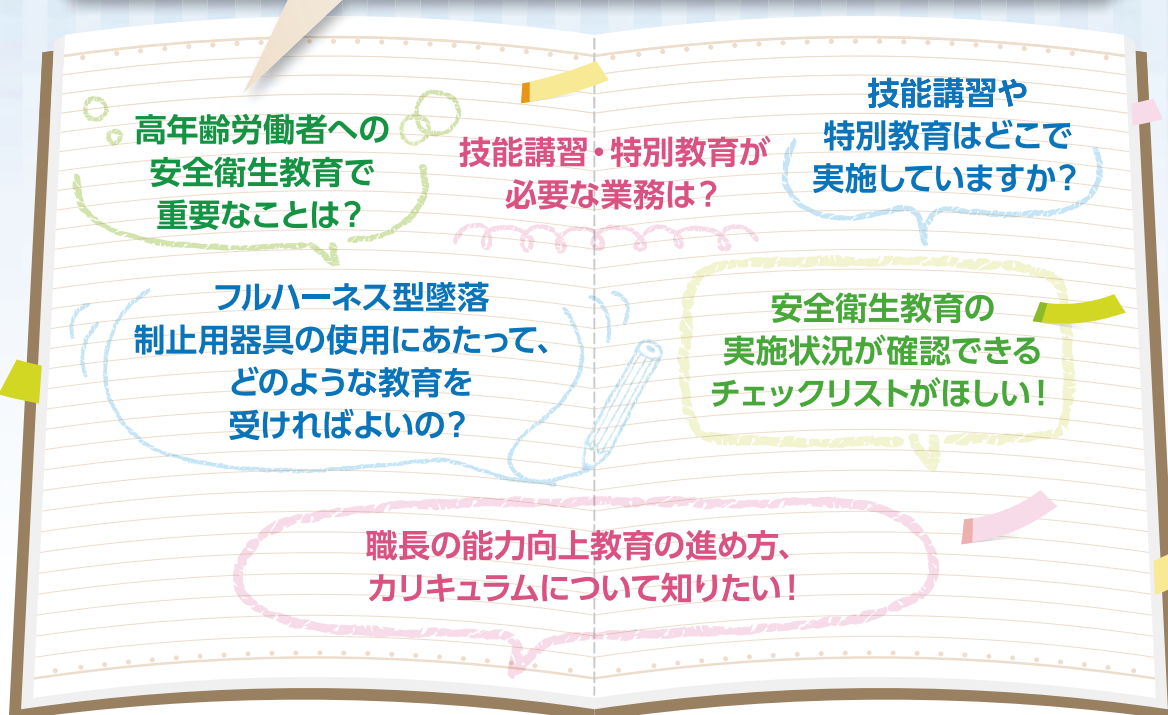 高年齢労働者への
安全衛生教育で
重要なことは？
技能講習・特別教育が
必要な業務は？
技能講習や
特別教育はどこで
実施していますか？
フルハーネス型墜落
制止用器具の使用にあたって、
どのような教育を
受ければよいの？
安全衛生教育の
実施状況が確認できる
チェックリストがほしい！
職長の能力向上教育の進め方、
カリキュラムについて知りたい！